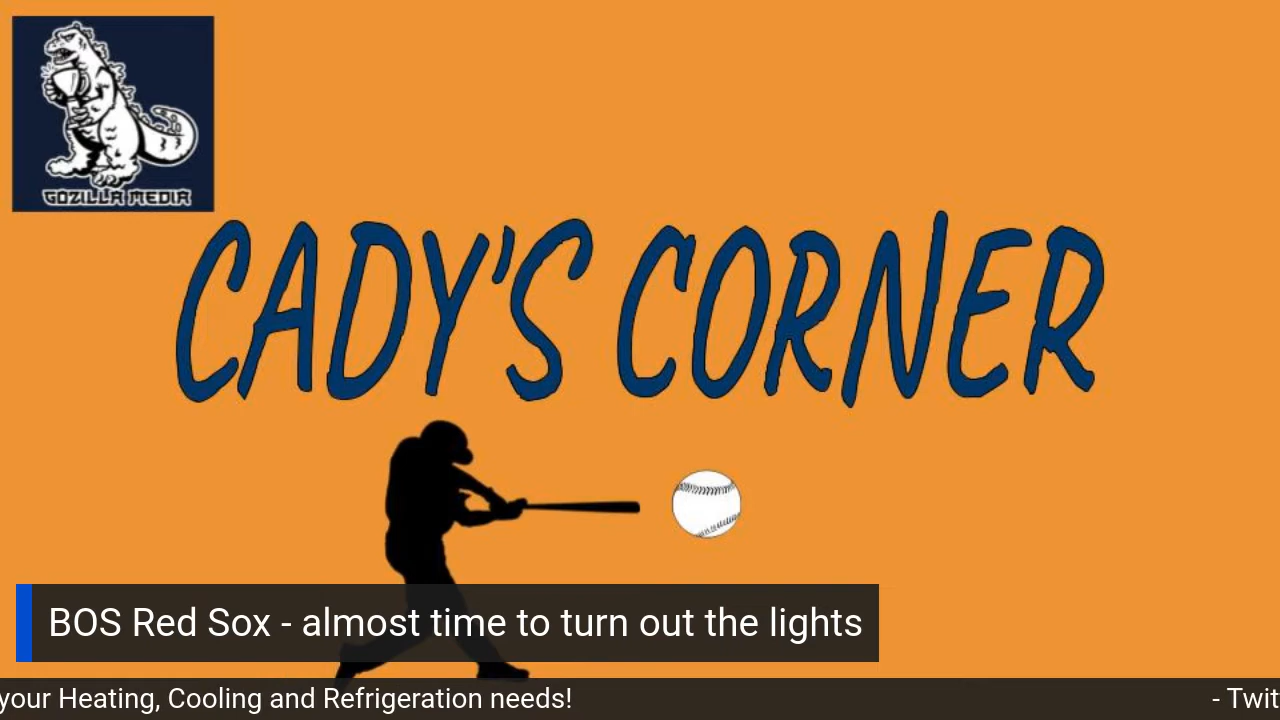 GOZILLA MEDIA
CADY'S CORNER
BOS Red Sox - almost time to turn out the lights
your Heating, Cooling and Refrigeration needs! - Twit